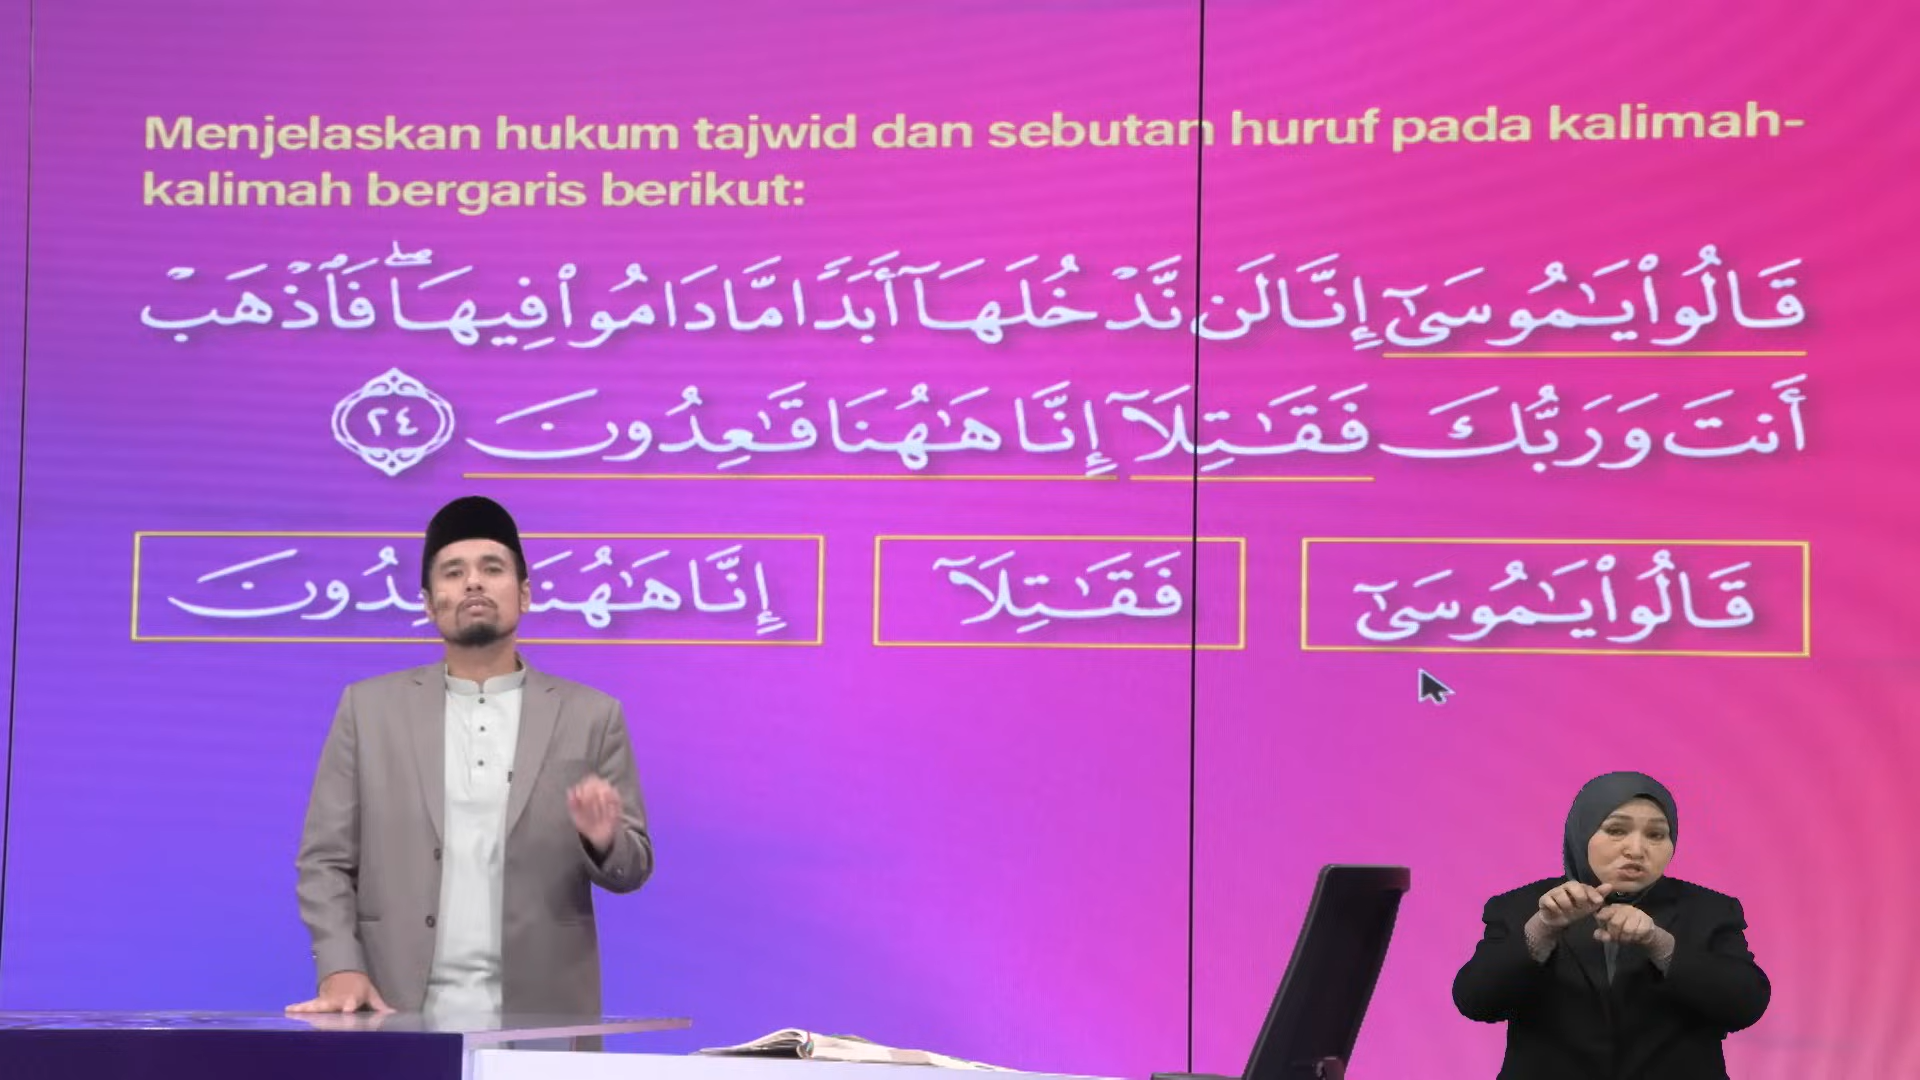 Menjelaskan hukum tajwid dan sebutan huruf pada kalimah-
kalimah bergaris berikut:
قَالُوا۟ يَـٰمُوسَىٰٓ إِنَّا لَن نَّدْخُلَهَآ أَبَدًا مَّا دَامُوا۟ فِيهَا ۖ فَٱذْهَبْ
أَنتَ وَرَبُّكَ فَقَـٰتِلَآ إِنَّا هَـٰهُنَا قَـٰعِدُونَ ٢٤
قَالُوا۟ يَـٰمُوسَىٰٓ
فَقَـٰتِلَآ
إِنَّا هَـٰهُنَا